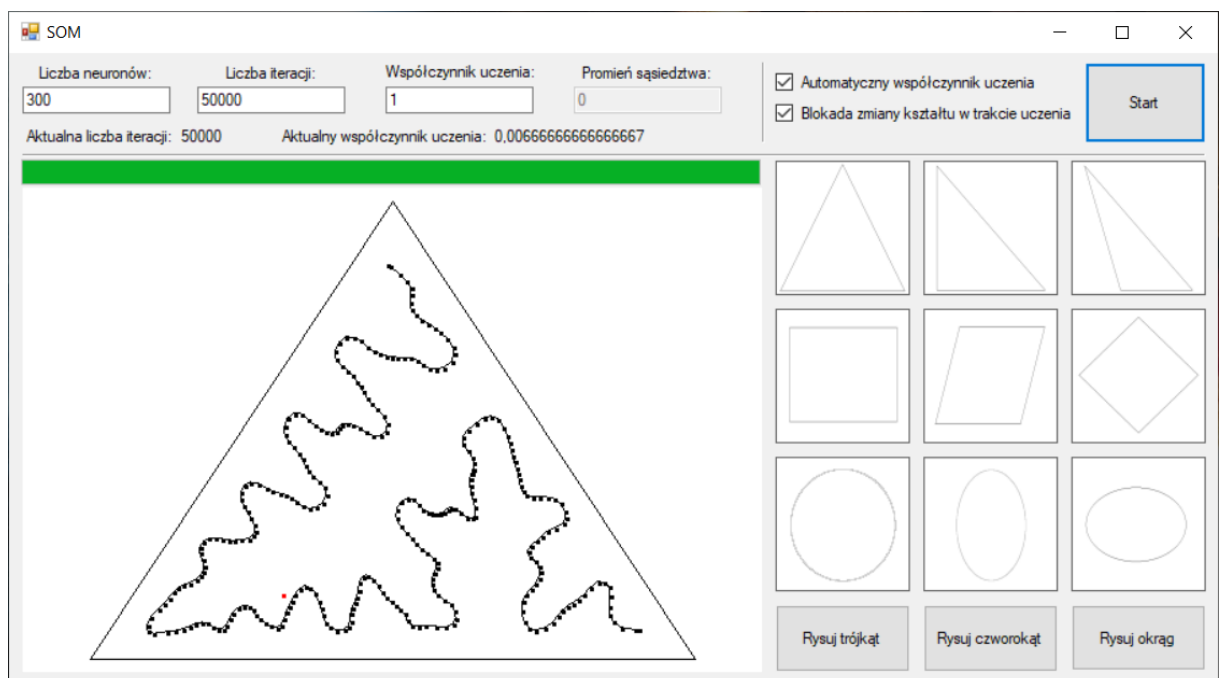 SOM
Liczba neuronów: Liczba iteracji: Współczynnik uczenia: Promień sąsiedztwa:
300 50000 1 0
Aktualna liczba iteracji: 50000 Aktualny współczynnik uczenia: 0,00666666666666667
Automatyczny współczynnik uczenia
Blokada zmiany kształtu w trakcie uczenia
Start
Rysuj trójkąt Rysuj czworokąt Rysuj okrąg